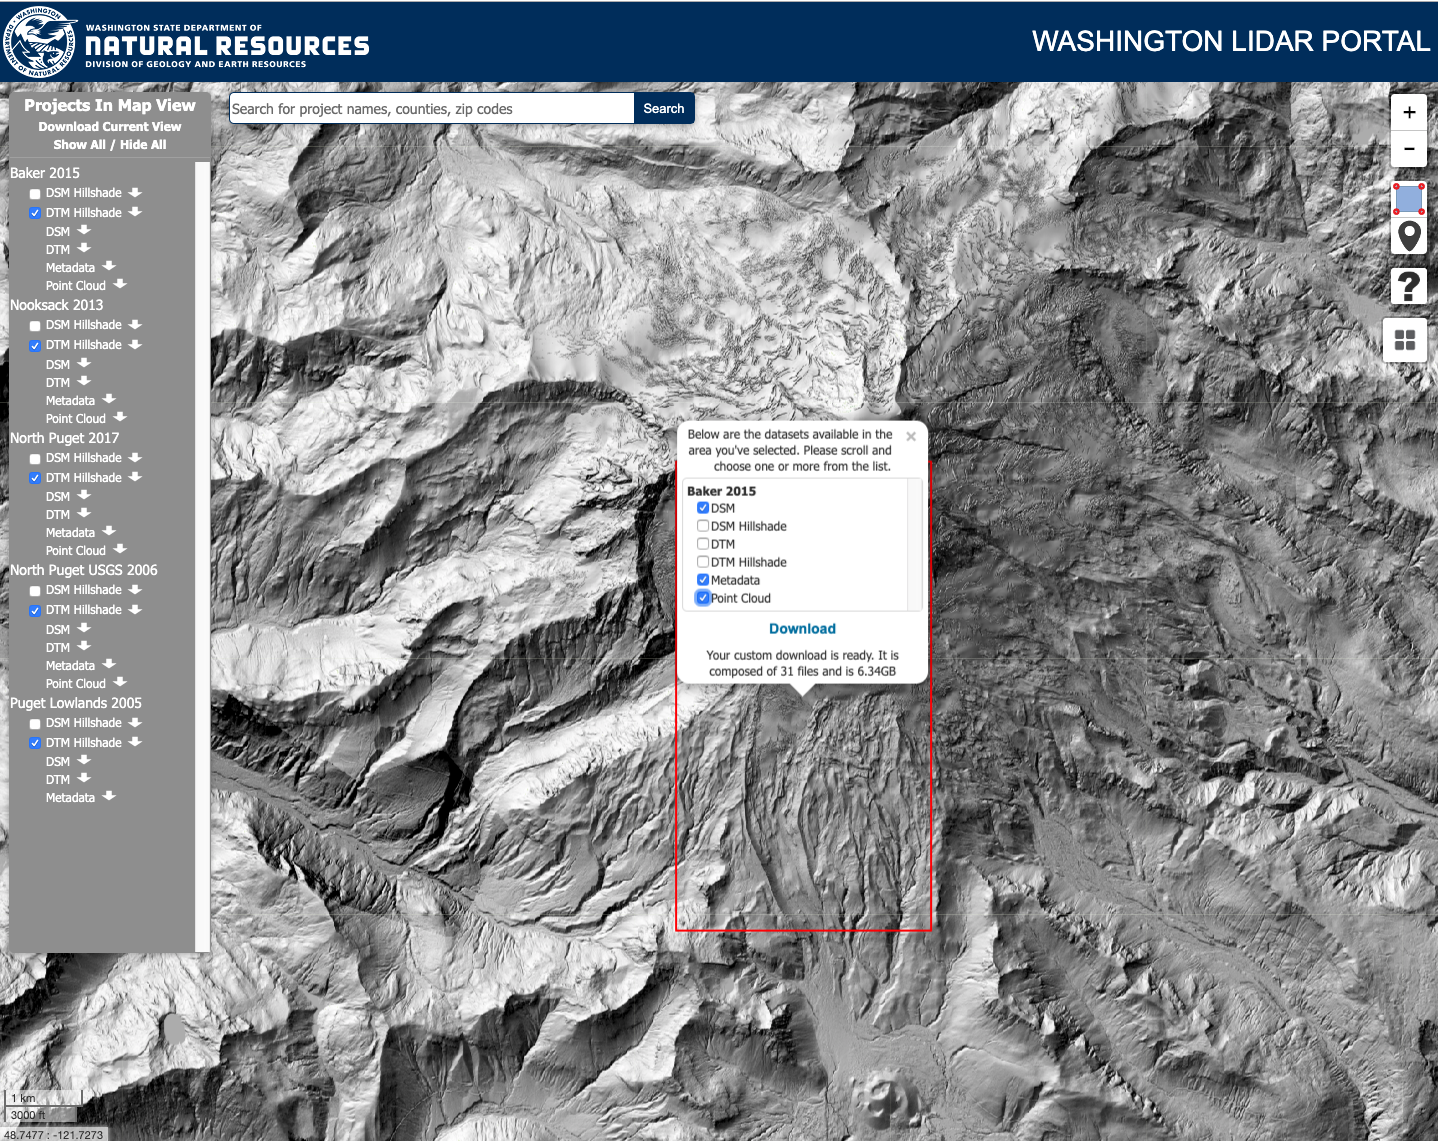 WASHINGTON STATE DEPARTMENT OF
NATURAL RESOURCES
DIVISION OF GEOLOGY AND EARTH RESOURCES
WASHINGTON LIDAR PORTAL
Projects In Map View
Download Current View
Show All / Hide All
Search for project names, counties, zip codes
Search
+
−
?
Baker 2015
DSM Hillshade
DTM Hillshade
DSM
DTM
Metadata
Point Cloud
Nooksack 2013
DSM Hillshade
DTM Hillshade
DSM
DTM
Metadata
Point Cloud
North Puget 2017
DSM Hillshade
DTM Hillshade
DSM
DTM
Metadata
Point Cloud
North Puget USGS 2006
DSM Hillshade
DTM Hillshade
DSM
DTM
Metadata
Point Cloud
Puget Lowlands 2005
DSM Hillshade
DTM Hillshade
DSM
DTM
Metadata
Below are the datasets available in the
area you've selected. Please scroll and
choose one or more from the list.
×
Baker 2015
DSM
DSM Hillshade
DTM
DTM Hillshade
Metadata
Point Cloud
Download
Your custom download is ready. It is
composed of 31 files and is 6.34GB
1 km
3000 ft
48.7477 : -121.7273